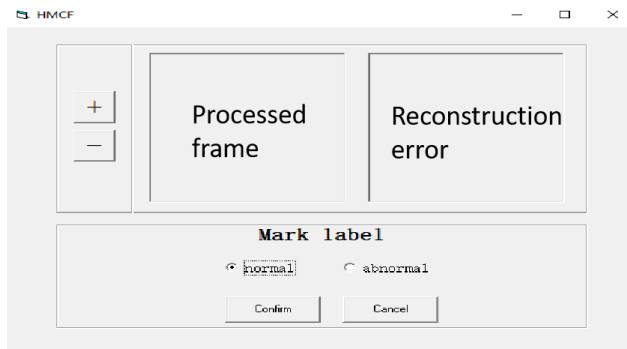 HMCF
+
−
Processed
frame
Reconstruction
error
Mark label
normal
abnormal
Confirm
Cancel